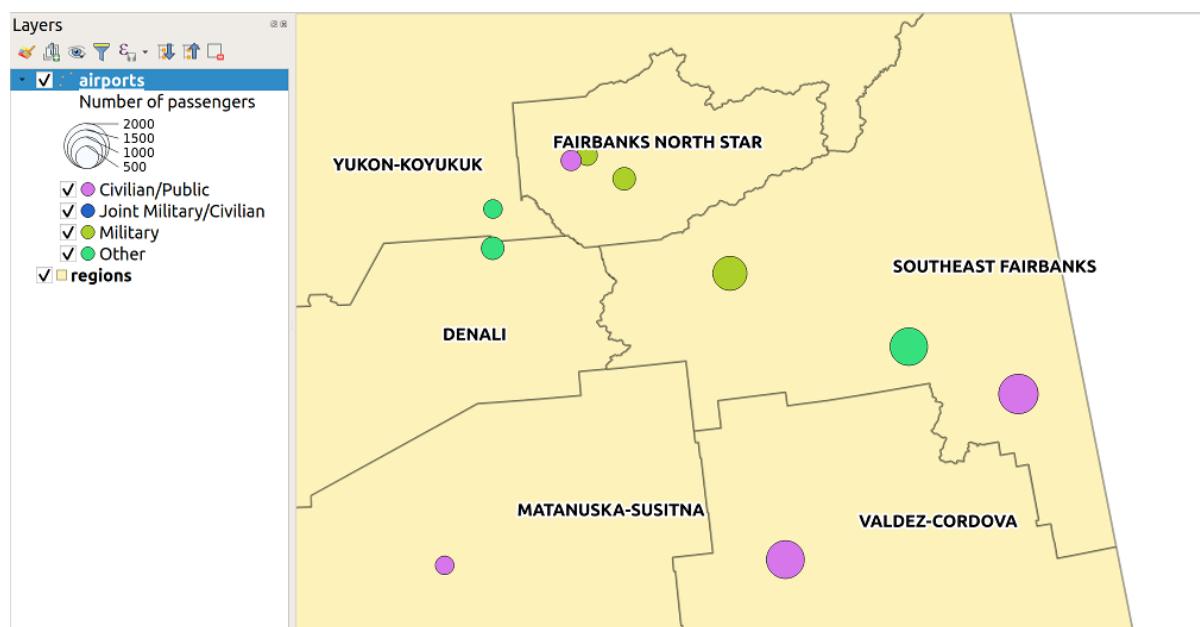 Layers
airports
Number of passengers
2000
1500
1000
500
Civilian/Public
Joint Military/Civilian
Military
Other
regions
FAIRBANKS NORTH STAR
YUKON-KOYUKUK
SOUTHEAST FAIRBANKS
DENALI
MATANUSKA-SUSITNA
VALDEZ-CORDOVA